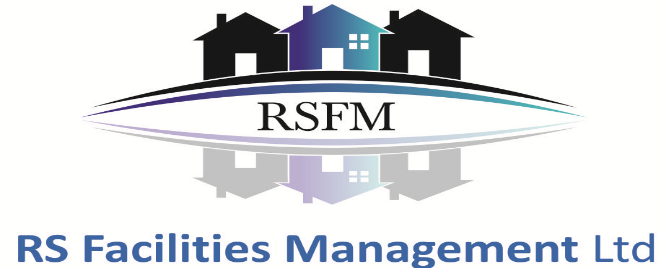 RSFM
RS Facilities Management Ltd